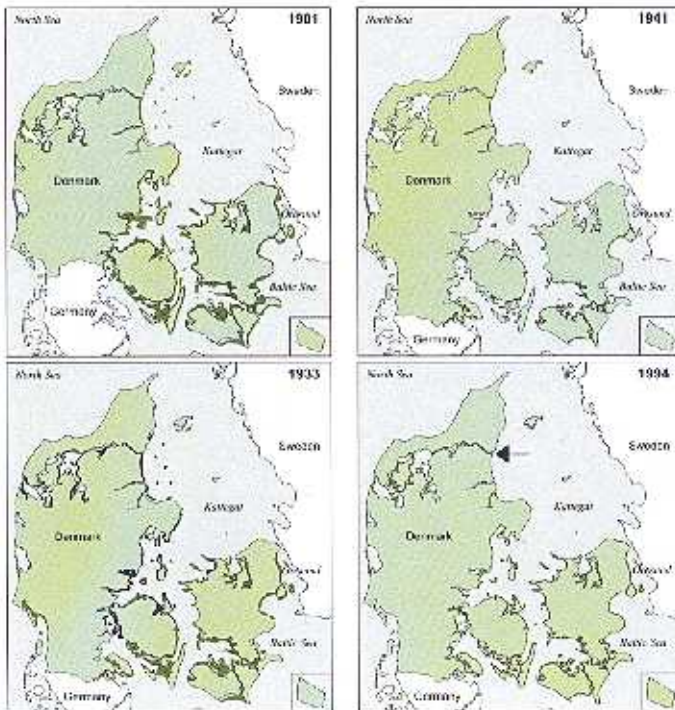 North Sea
1901
Sweden
Kattegat
Denmark
Øresund
Baltic Sea
Germany
North Sea
1941
Sweden
Kattegat
Denmark
Øresund
Baltic Sea
Germany
North Sea
1933
Sweden
Kattegat
Denmark
Øresund
Baltic Sea
Germany
North Sea
1994
Sweden
Kattegat
Denmark
Øresund
Baltic Sea
Germany